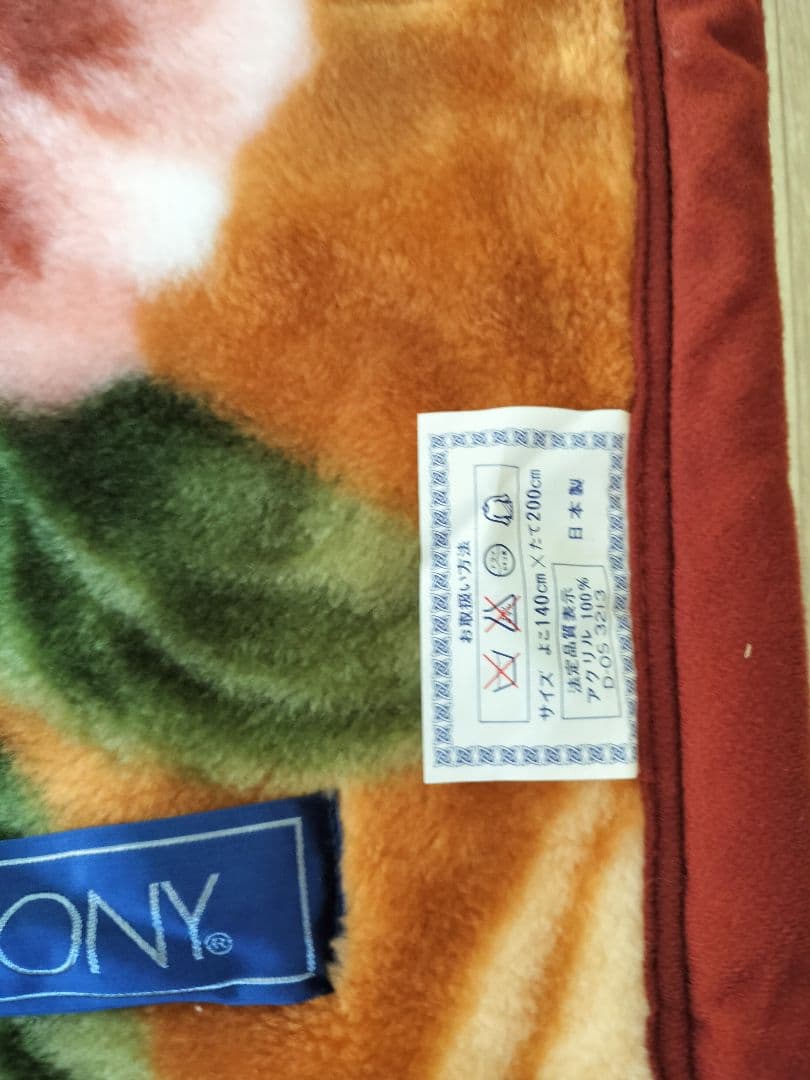 お取扱い方法
サイズ よこ140cm×たて200cm
法定品質表示
アクリル 100%
D-OS 3213
日本製
ONY®